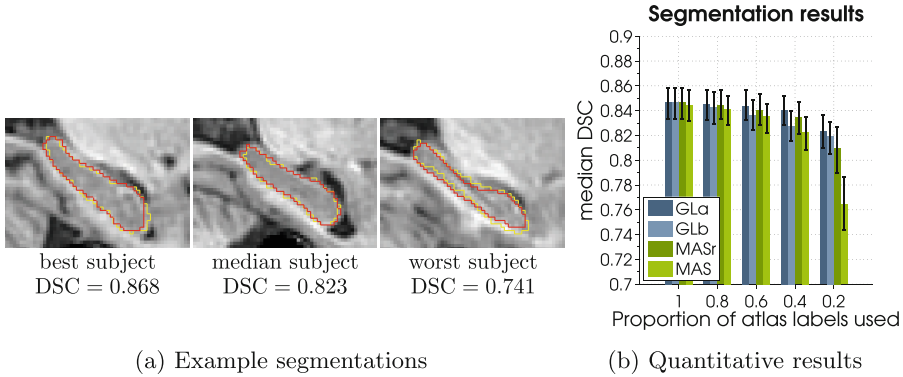 best subject
DSC = 0.868
median subject
DSC = 0.823
worst subject
DSC = 0.741
(a) Example segmentations
Segmentation results
median DSC
0.9
0.88
0.86
0.84
0.82
0.8
0.78
0.76
0.74
0.72
0.7
GLa
GLb
MASr
MAS
1 0.8 0.6 0.4 0.2
Proportion of atlas labels used
(b) Quantitative results